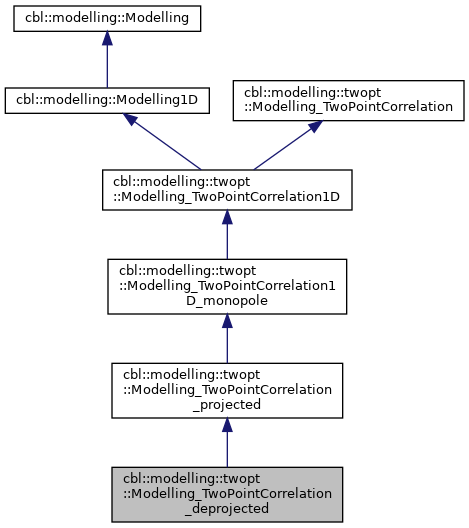 cbl::modelling::Modelling
cbl::modelling::Modelling1D
cbl::modelling::twopt
::Modelling_TwoPointCorrelation
cbl::modelling::twopt
::Modelling_TwoPointCorrelation1D
cbl::modelling::twopt
::Modelling_TwoPointCorrelation1
D_monopole
cbl::modelling::twopt
::Modelling_TwoPointCorrelation
_projected
cbl::modelling::twopt
::Modelling_TwoPointCorrelation
_deprojected